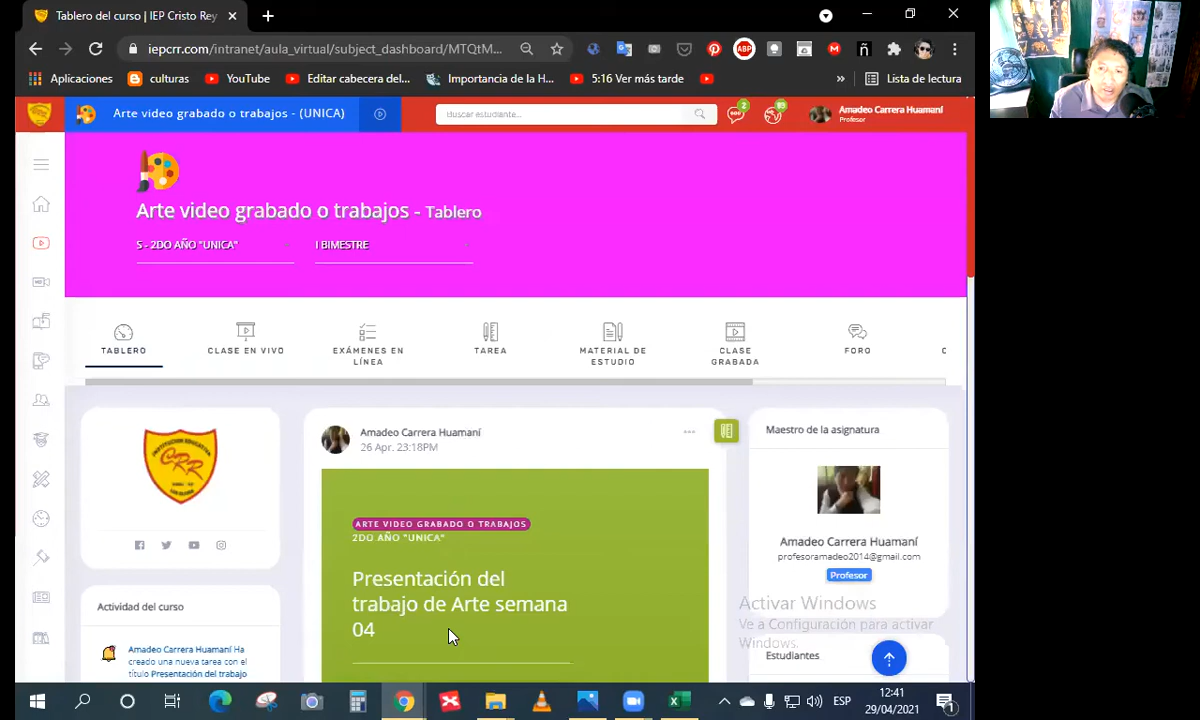 Tablero del curso | IEP Cristo Rey
iepcrr.com/intranet/aula_virtual/subject_dashboard/MTQtM...
ABP
M
ñ
Aplicaciones
culturas
YouTube
Editar cabecera del...
Importancia de la H...
5:16 Ver más tarde
»
Lista de lectura
Arte video grabado o trabajos - (UNICA)
Buscar estudiante...
2
Amadeo Carrera Huamaní
Profesor
Arte video grabado o trabajos - Tablero
5 - 2DO AÑO "UNICA"
I BIMESTRE
TABLERO
CLASE EN VIVO
EXÁMENES EN
LÍNEA
TAREA
MATERIAL DE
ESTUDIO
CLASE
GRABADA
FORO
CRR
Amadeo Carrera Huamaní
26 Apr. 23:18PM
ARTE VIDEO GRABADO O TRABAJOS
2DO AÑO "UNICA"
Presentación del
trabajo de Arte semana
04
Actividad del curso
Amadeo Carrera Huamaní Ha
creado una nueva tarea con el
título Presentación del trabajo
Maestro de la asignatura
Amadeo Carrera Huamaní
profesoramadeo2014@gmail.com
Profesor
Estudiantes
Activar Windows
Ve a Configuración para activar
Windows.
ESP
12:41
29/04/2021
1